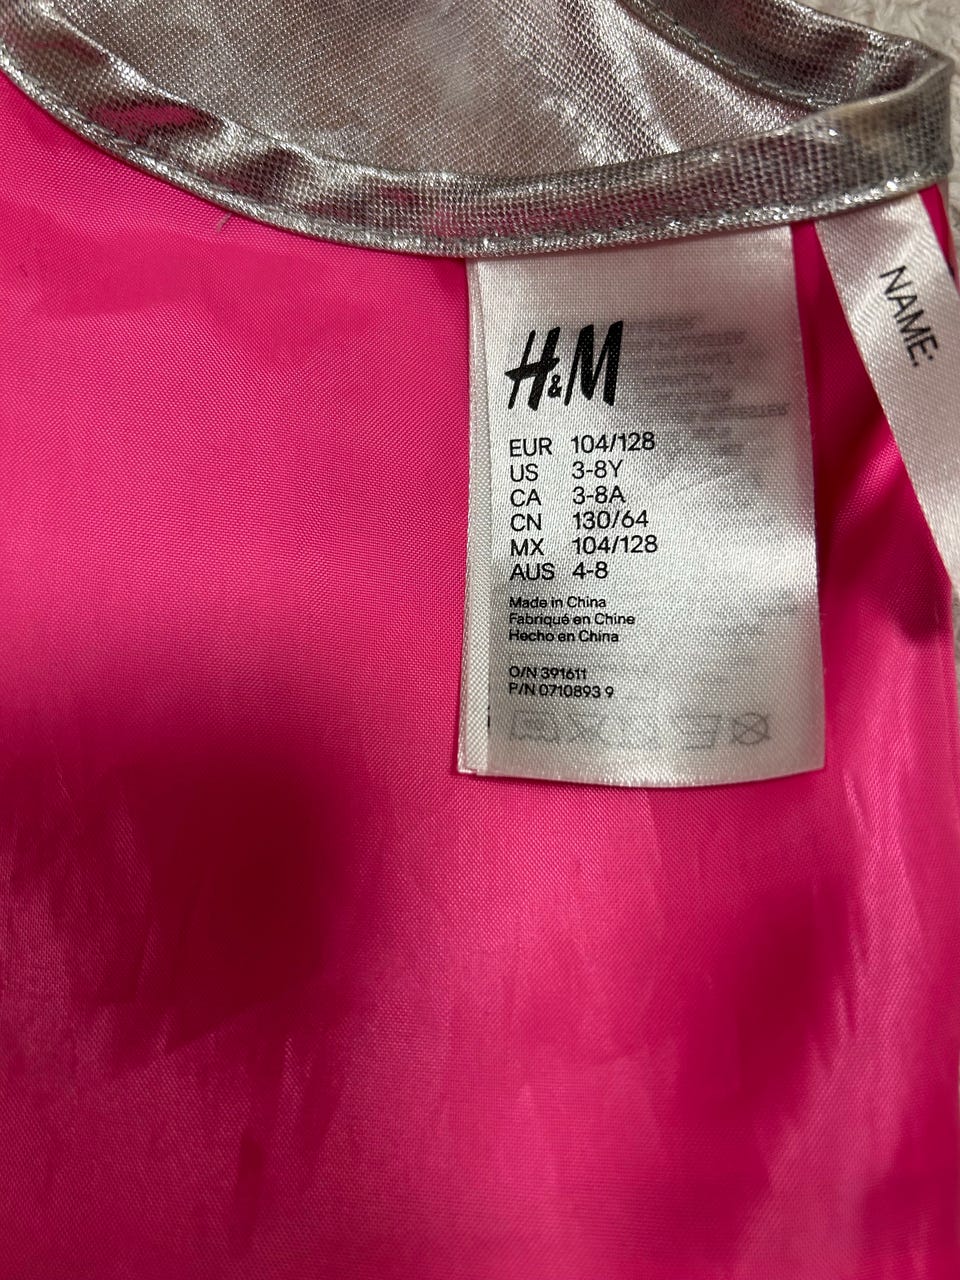 H&M
EUR 104/128
US 3-8Y
CA 3-8A
CN 130/64
MX 104/128
AUS 4-8
Made in China
Fabriqué en Chine
Hecho en China
O/N 391611
P/N 0710893 9
NAME: